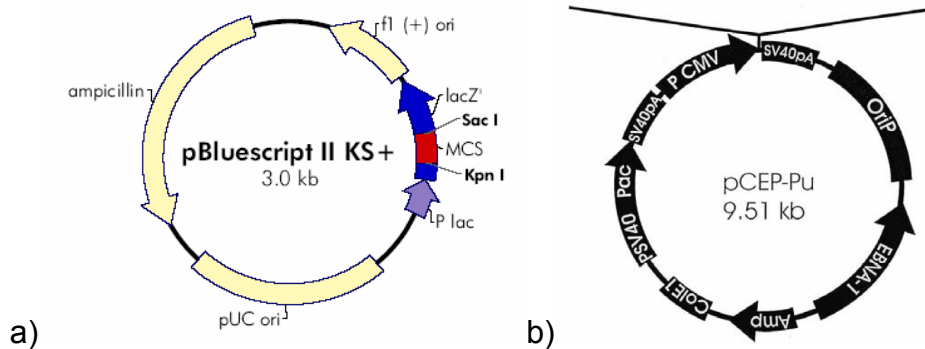 f1 (+) ori
ampicillin
lacZ'
Sac I
pBluescript II KS+
MCS
3.0 kb
Kpn I
P lac
pUC ori
a)
SV40pA
P CMV
SV40pA
OriP
Pac
PSV40
pCEP-Pu
9.51 kb
EBNA-1
ColE1
Amp
b)